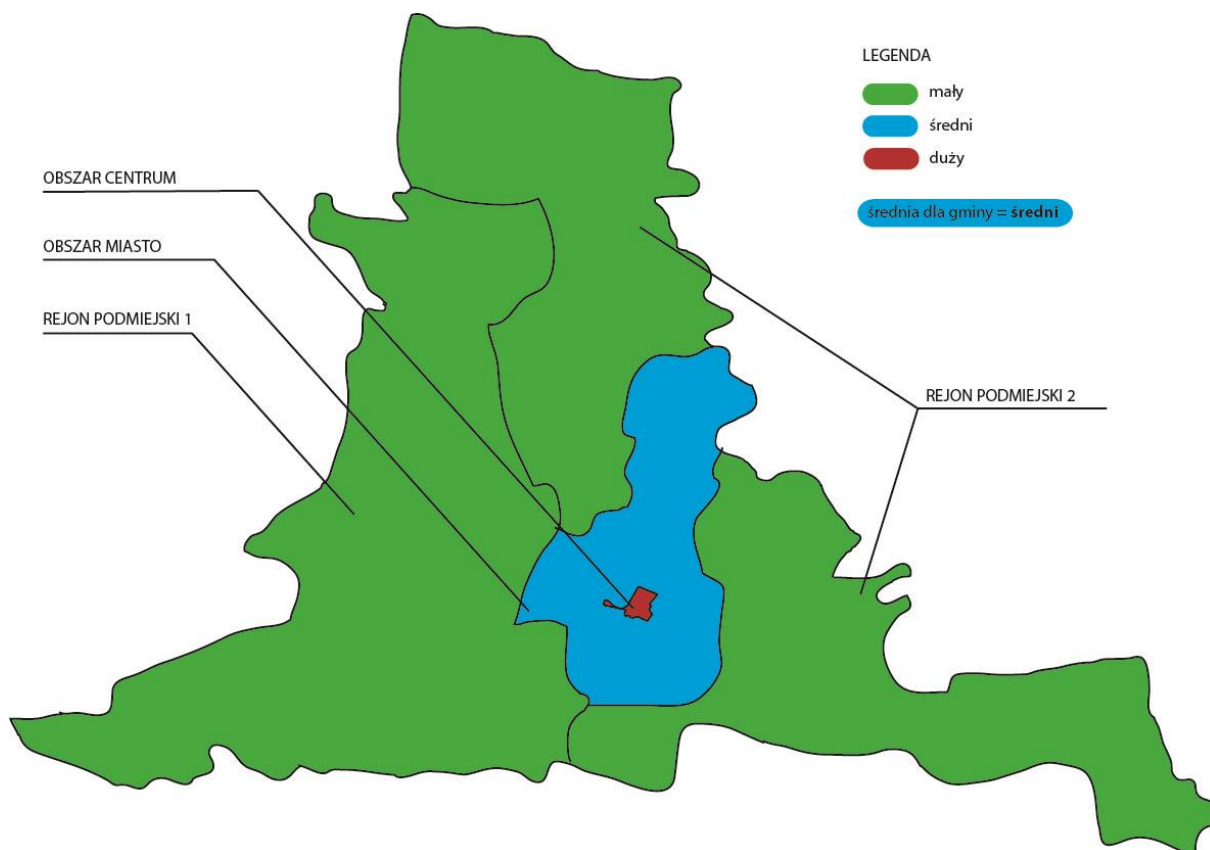 LEGENDA
mały
średni
duży
średnia dla gminy = średni
OBSZAR CENTRUM
OBSZAR MIASTO
REJON PODMIEJSKI 1
REJON PODMIEJSKI 2